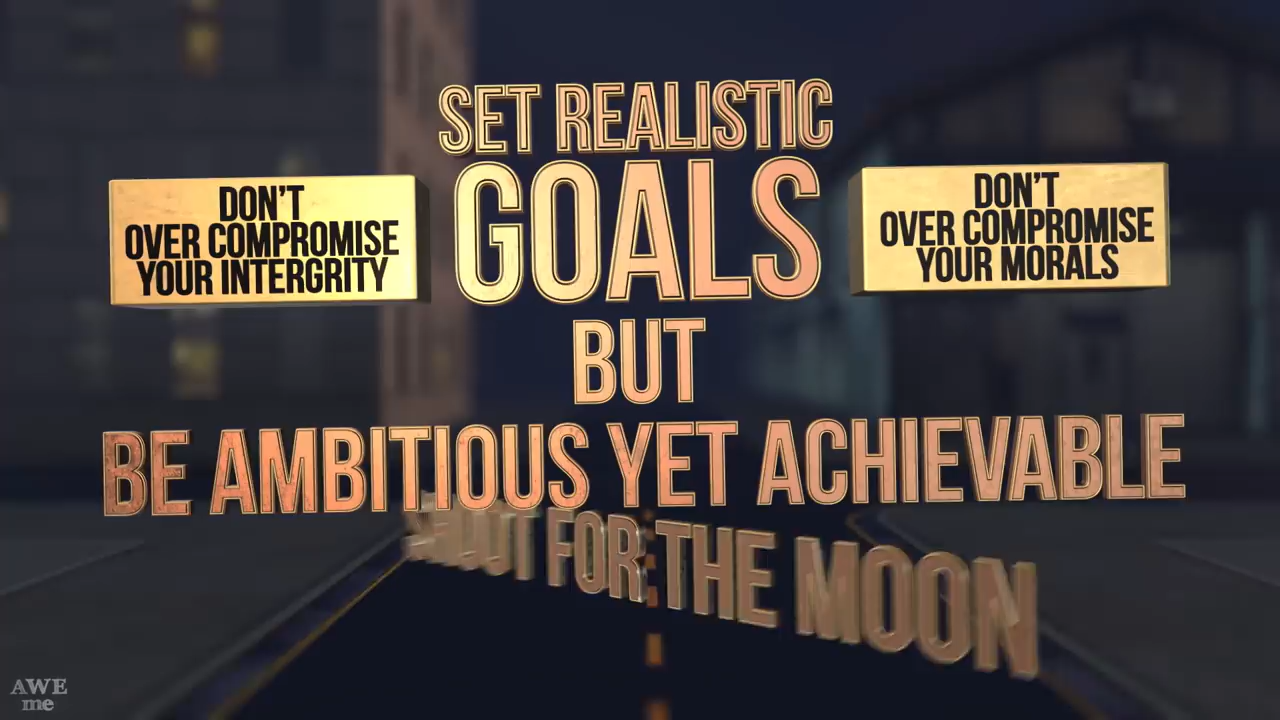 SET REALISTIC
GOALS
DON'T
OVER COMPROMISE
YOUR INTERGRITY
DON'T
OVER COMPROMISE
YOUR MORALS
BUT
BE AMBITIOUS YET ACHIEVABLE
SHOOT FOR THE MOON
AWE
me